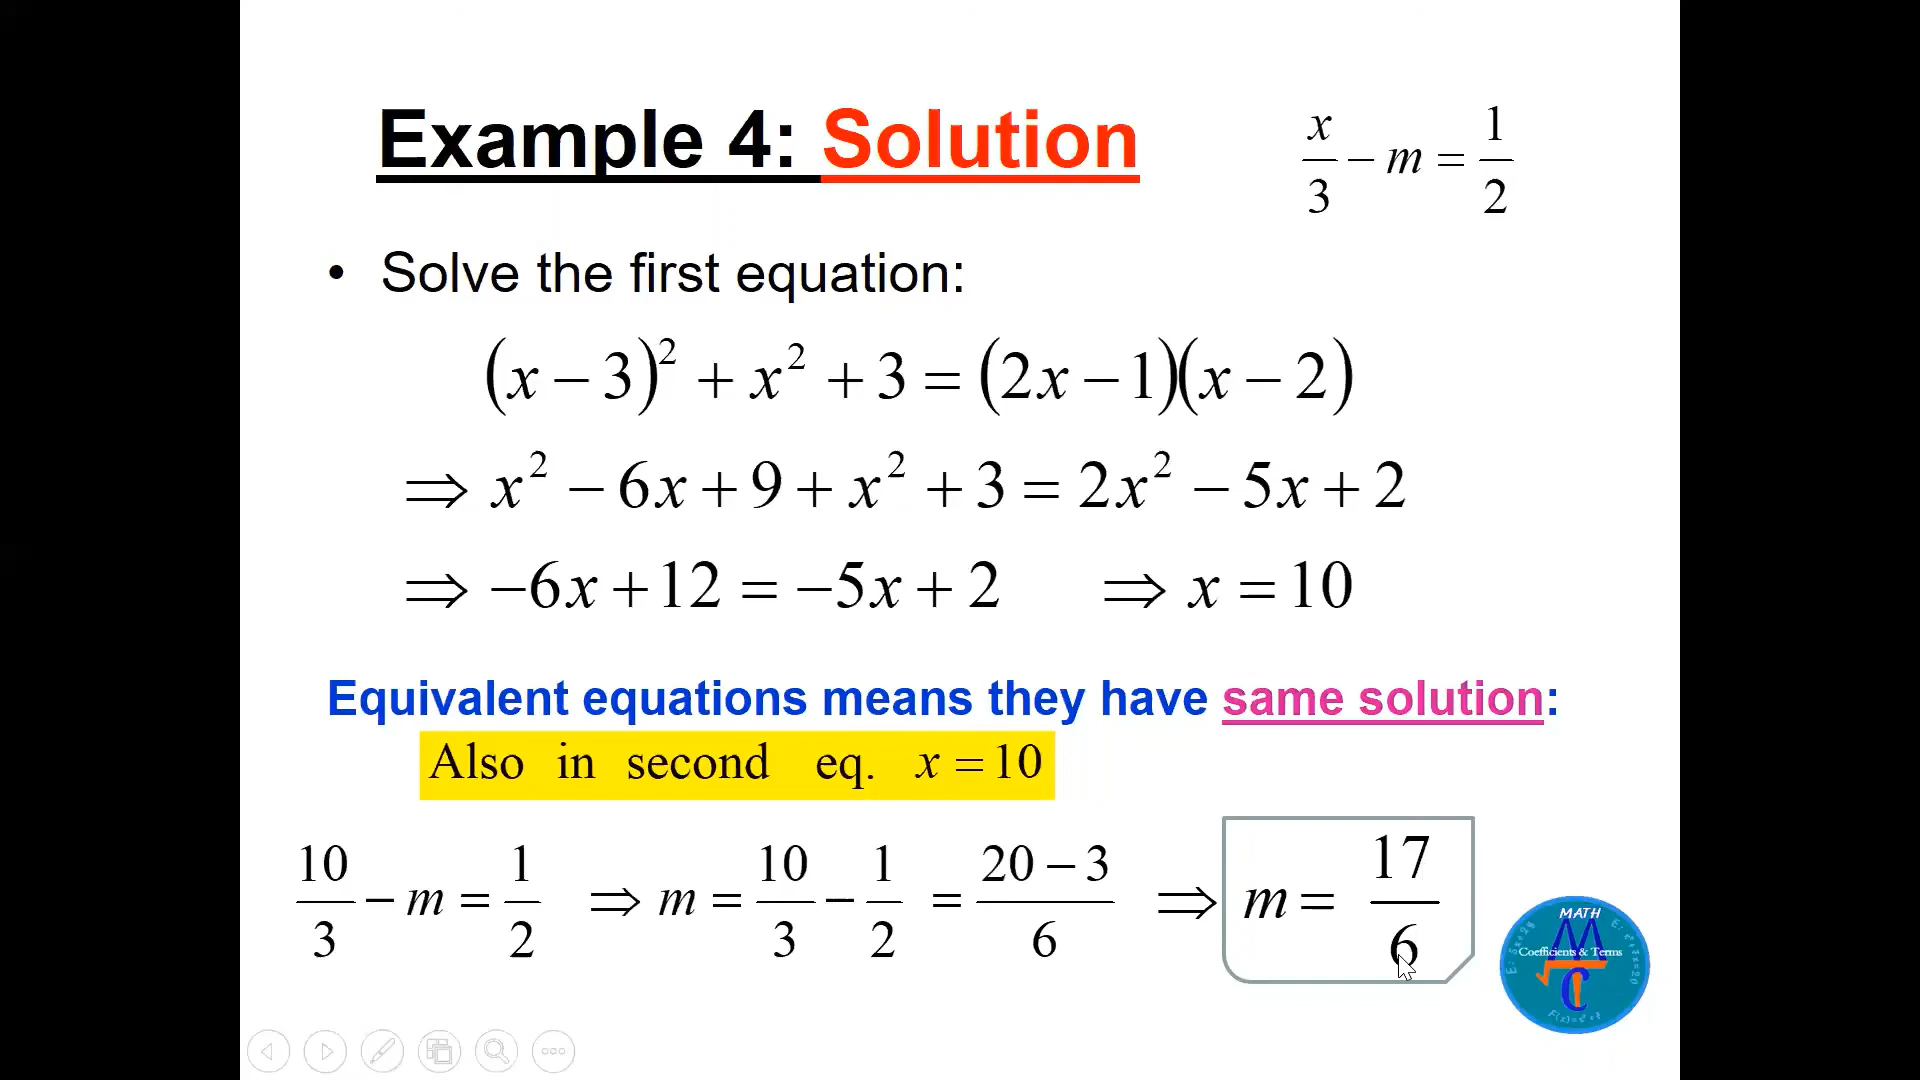 Example 4: Solution
x/3 − m = 1/2
• Solve the first equation:
(x − 3)² + x² + 3 = (2x − 1)(x − 2)
⇒ x² − 6x + 9 + x² + 3 = 2x² − 5x + 2
⇒ −6x + 12 = −5x + 2 ⇒ x = 10
Equivalent equations means they have same solution:
Also in second eq. x = 10
10/3 − m = 1/2 ⇒ m = 10/3 − 1/2 = (20 − 3)/6 ⇒ m = 17/6
MATH
Coefficients & Terms